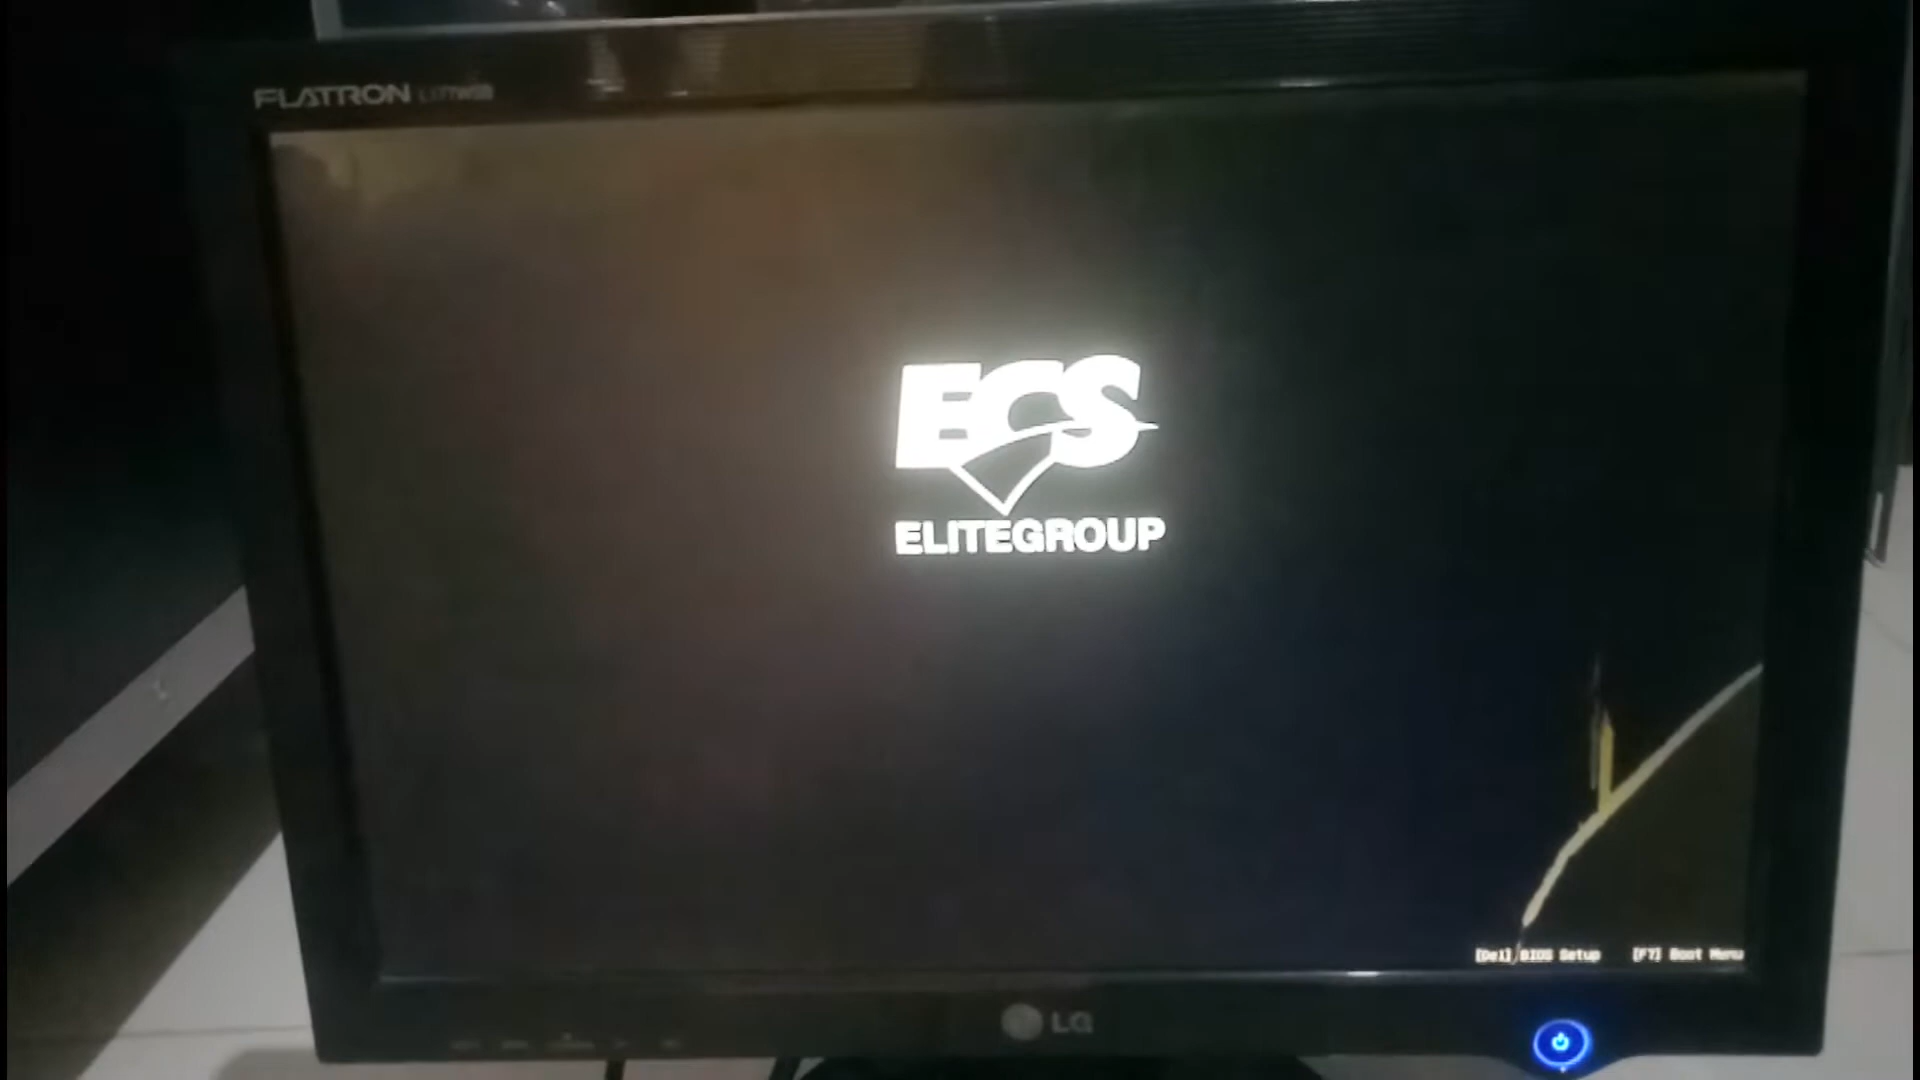 FLATRON
ECS
ELITEGROUP
[Del] BIOS Setup [F7] Boot Menu
LG